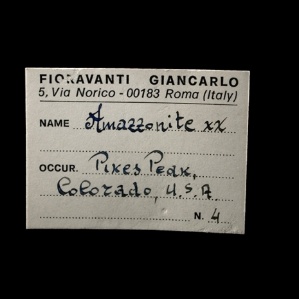 FIORAVANTI GIANCARLO
5, Via Norico - 00183 Roma (Italy)
NAME Amazzonite xx
OCCUR. Pikes Peak,
Colorado, U.S.A.
N. 4